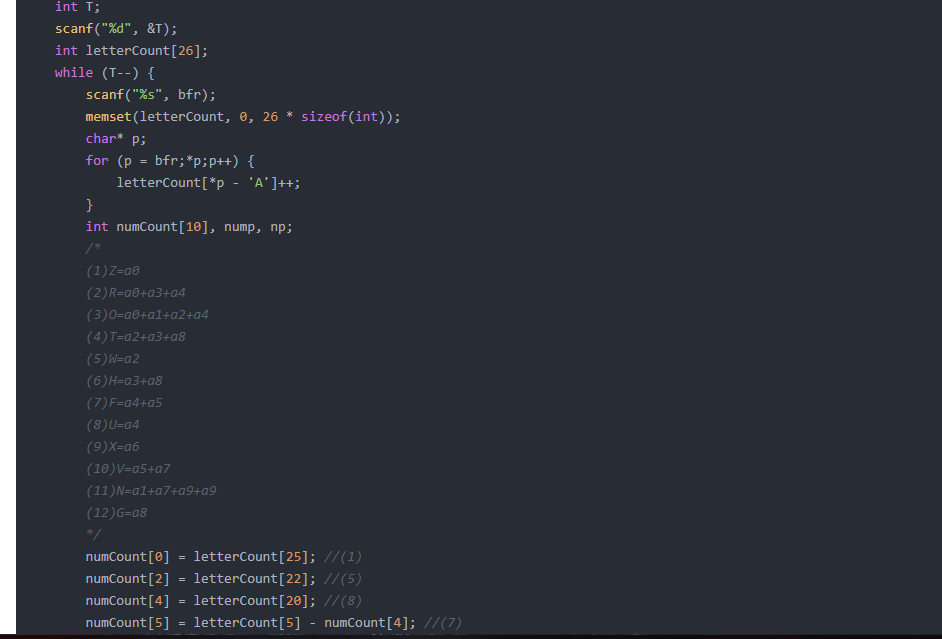 int T;
scanf("%d", &T);
int letterCount[26];
while (T--) {
scanf("%s", bfr);
memset(letterCount, 0, 26 * sizeof(int));
char* p;
for (p = bfr;*p;p++) {
letterCount[*p - 'A']++;
}
int numCount[10], nump, np;
/*
(1)Z=a0
(2)R=a0+a3+a4
(3)O=a0+a1+a2+a4
(4)T=a2+a3+a8
(5)W=a2
(6)H=a3+a8
(7)F=a4+a5
(8)U=a4
(9)X=a6
(10)V=a5+a7
(11)N=a1+a7+a9+a9
(12)G=a8
*/
numCount[0] = letterCount[25]; //(1)
numCount[2] = letterCount[22]; //(5)
numCount[4] = letterCount[20]; //(8)
numCount[5] = letterCount[5] - numCount[4]; //(7)